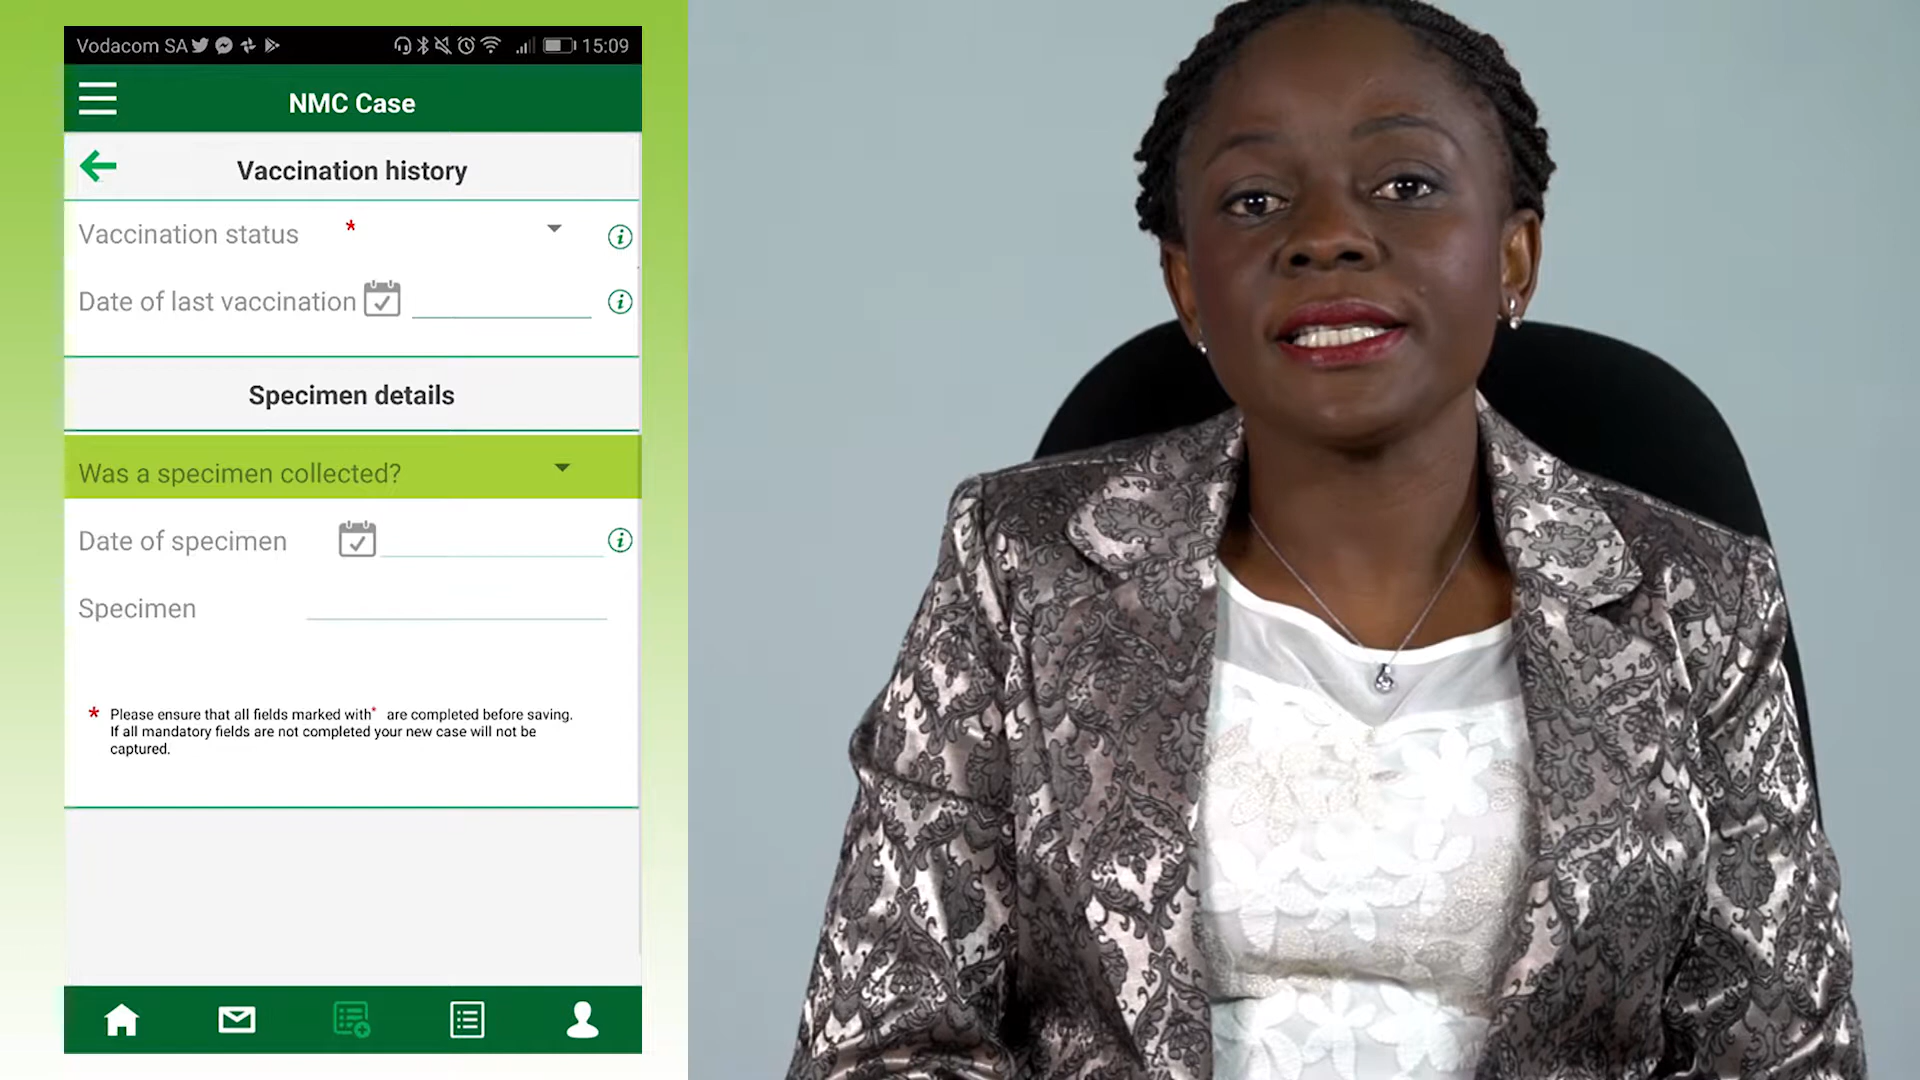 Vodacom SA 15:09
NMC Case
Vaccination history
Vaccination status *
Date of last vaccination
Specimen details
Was a specimen collected?
Date of specimen
Specimen
* Please ensure that all fields marked with* are completed before saving.
If all mandatory fields are not completed your new case will not be
captured.